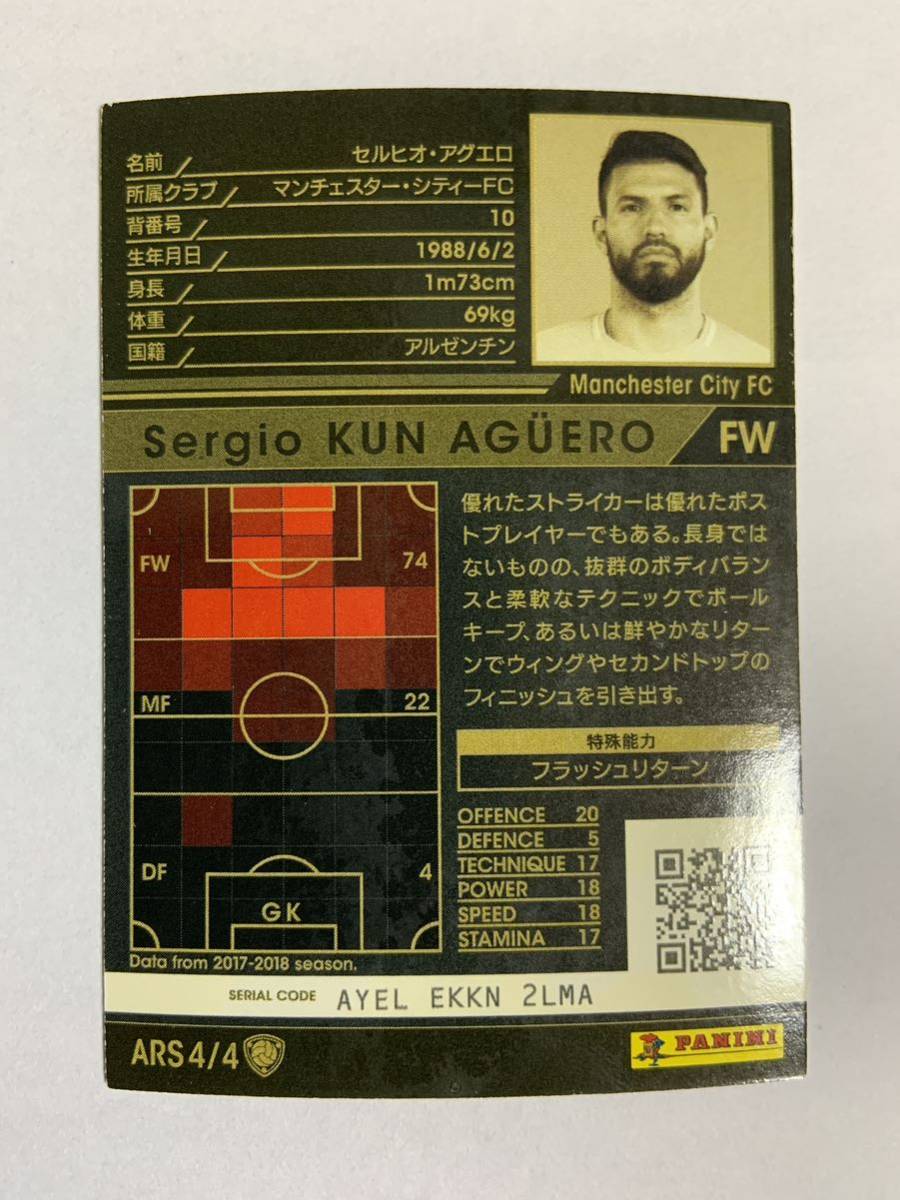 名前 セルヒオ・アグエロ
所属クラブ マンチェスター・シティーFC
背番号 10
生年月日 1988/6/2
身長 1m73cm
体重 69kg
国籍 アルゼンチン
Manchester City FC
Sergio KUN AGÜERO FW
FW 74
MF 22
DF 4
GK
Data from 2017-2018 season.
優れたストライカーは優れたポス
トプレイヤーでもある。長身では
ないものの、抜群のボディバラン
スと柔軟なテクニックでボール
キープ、あるいは鮮やかなリター
ンでウィングやセカンドトップの
フィニッシュを引き出す。
特殊能力
フラッシュリターン
OFFENCE 20
DEFENCE 5
TECHNIQUE 17
POWER 18
SPEED 18
STAMINA 17
SERIAL CODE AYEL EKKN 2LMA
ARS4/4
PANINI